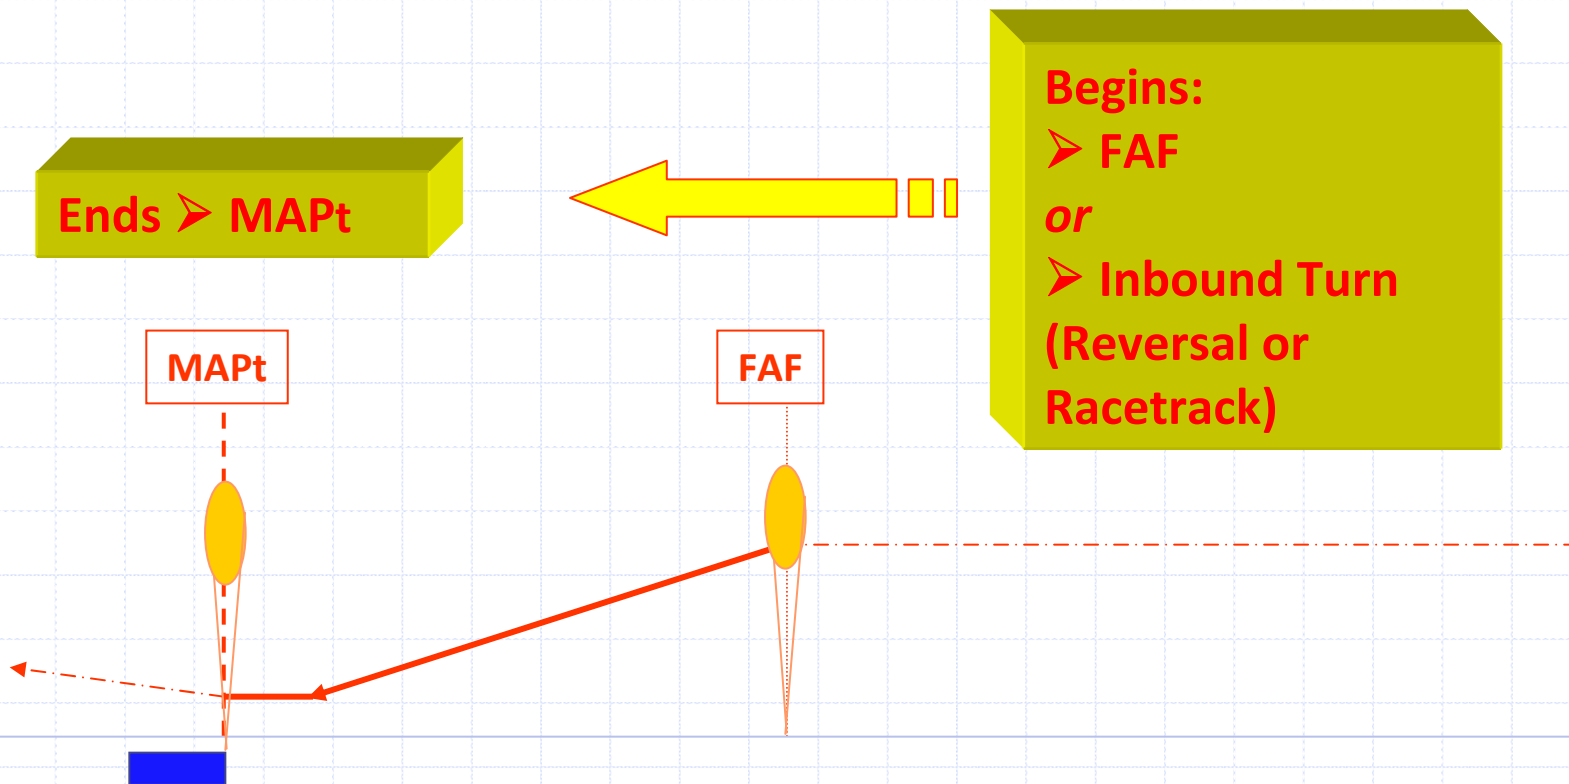 Begins:
➢ FAF
or
➢ Inbound Turn
(Reversal or
Racetrack)
Ends ➢ MAPt
MAPt
FAF